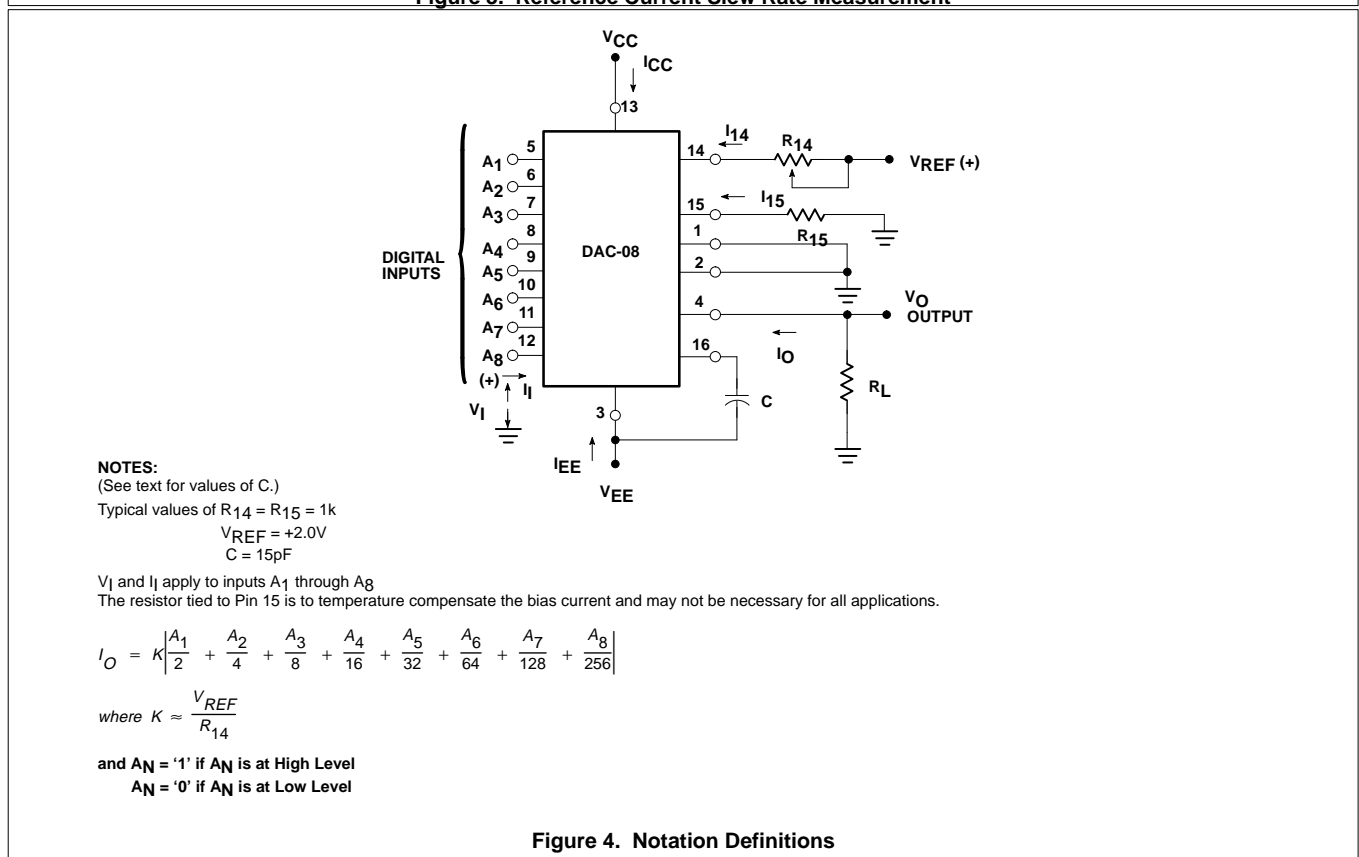 Figure 3. Reference Current Slew Rate Measurement
VCC
ICC
13
DIGITAL
INPUTS
A1 5
A2 6
A3 7
A4 8
A5 9
A6 10
A7 11
A8 12
(+) II
VI
DAC-08
14 I14 R14 VREF (+)
15 I15
R15
1
2
4 VO
OUTPUT
IO
16
C
RL
3
IEE
VEE
NOTES:
(See text for values of C.)
Typical values of R14 = R15 = 1k
VREF = +2.0V
C = 15pF
VI and II apply to inputs A1 through A8
The resistor tied to Pin 15 is to temperature compensate the bias current and may not be necessary for all applications.
IO = K|A1/2 + A2/4 + A3/8 + A4/16 + A5/32 + A6/64 + A7/128 + A8/256|
where K ≈ VREF/R14
and AN = ‘1’ if AN is at High Level
AN = ‘0’ if AN is at Low Level
Figure 4. Notation Definitions